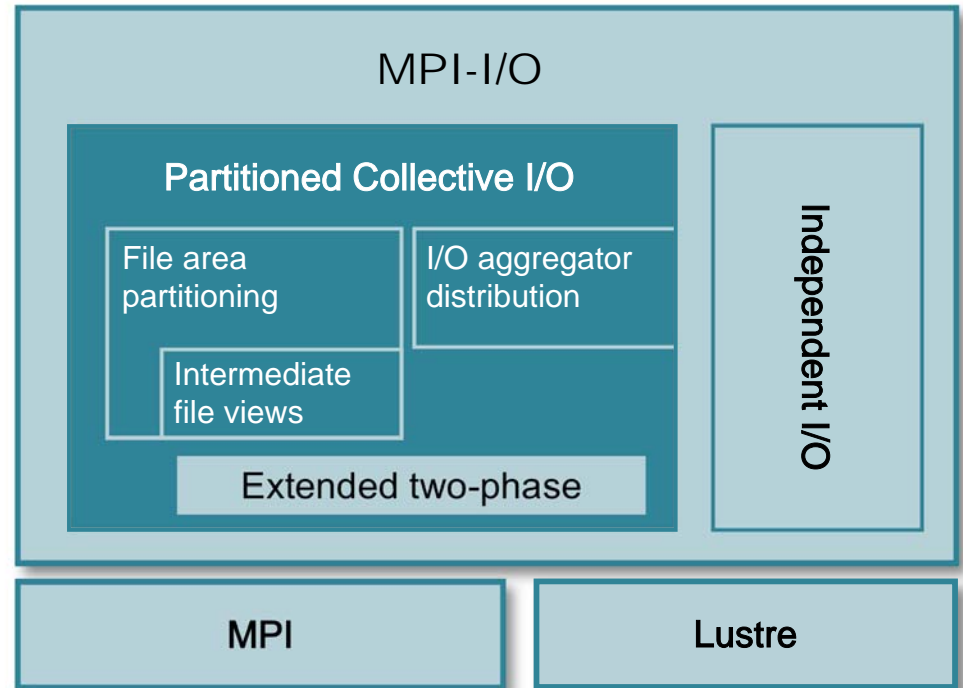 MPI-I/O
Partitioned Collective I/O
File area
partitioning
I/O aggregator
distribution
Intermediate
file views
Extended two-phase
Independent I/O
MPI
Lustre